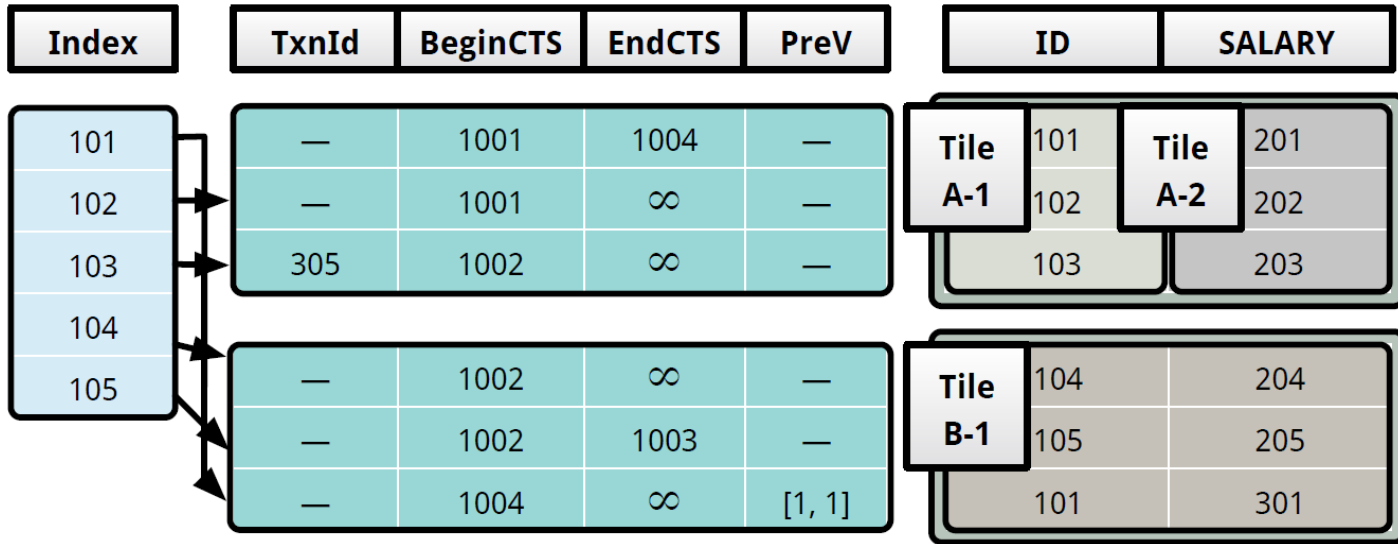 Index TxnId BeginCTS EndCTS PreV ID SALARY
101 — 1001 1004 — Tile A-1 101 Tile A-2 201
102 — 1001 ∞ — 102 202
103 305 1002 ∞ — 103 203
104 — 1002 ∞ — Tile B-1 104 204
105 — 1002 1003 — 105 205
— 1004 ∞ [1, 1] 101 301